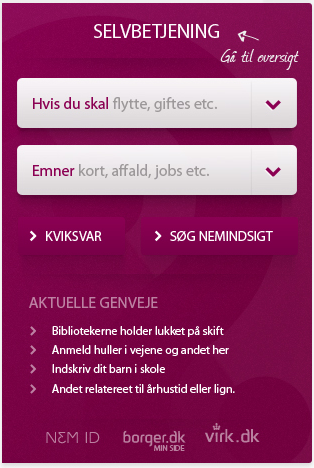 SELVBETJENING
Gå til oversigt
Hvis du skal flytte, giftes etc.
Emner kort, affald, jobs etc.
KVIKSVAR
SØG NEMINDSIGT
AKTUELLE GENVEJE
Bibliotekerne holder lukket på skift
Anmeld huller i vejene og andet her
Indskriv dit barn i skole
Andet relatereet til århustid eller lign.
NEM ID
borger.dk
MIN SIDE
virk.dk